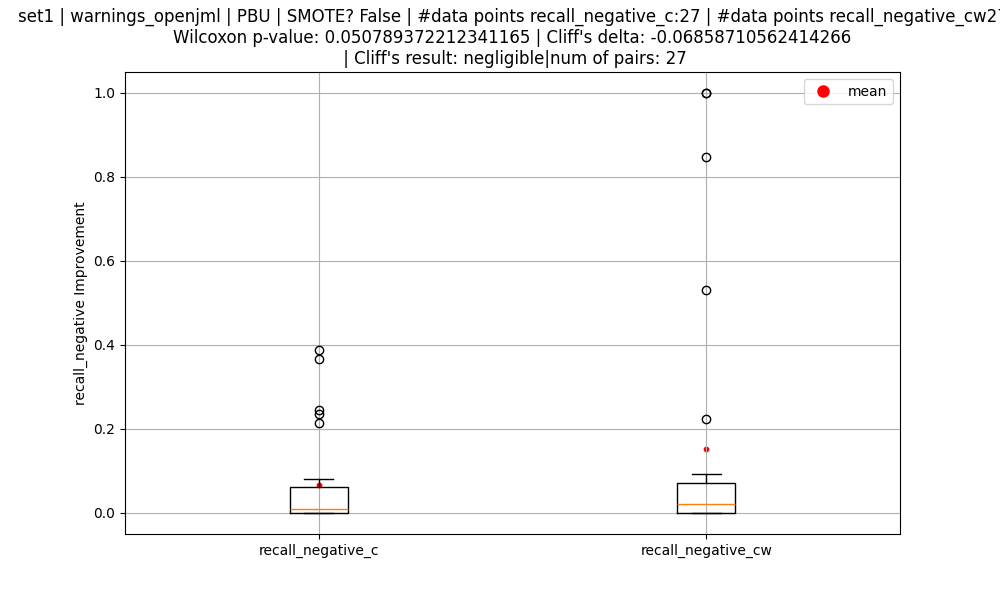 set1 | warnings_openjml | PBU | SMOTE? False | #data points recall_negative_c:27 | #data points recall_negative_cw27
Wilcoxon p-value: 0.050789372212341165 | Cliff's delta: -0.06858710562414266
| Cliff's result: negligible|num of pairs: 27
mean
1.0
0.8
0.6
0.4
0.2
0.0
recall_negative Improvement
recall_negative_c
recall_negative_cw